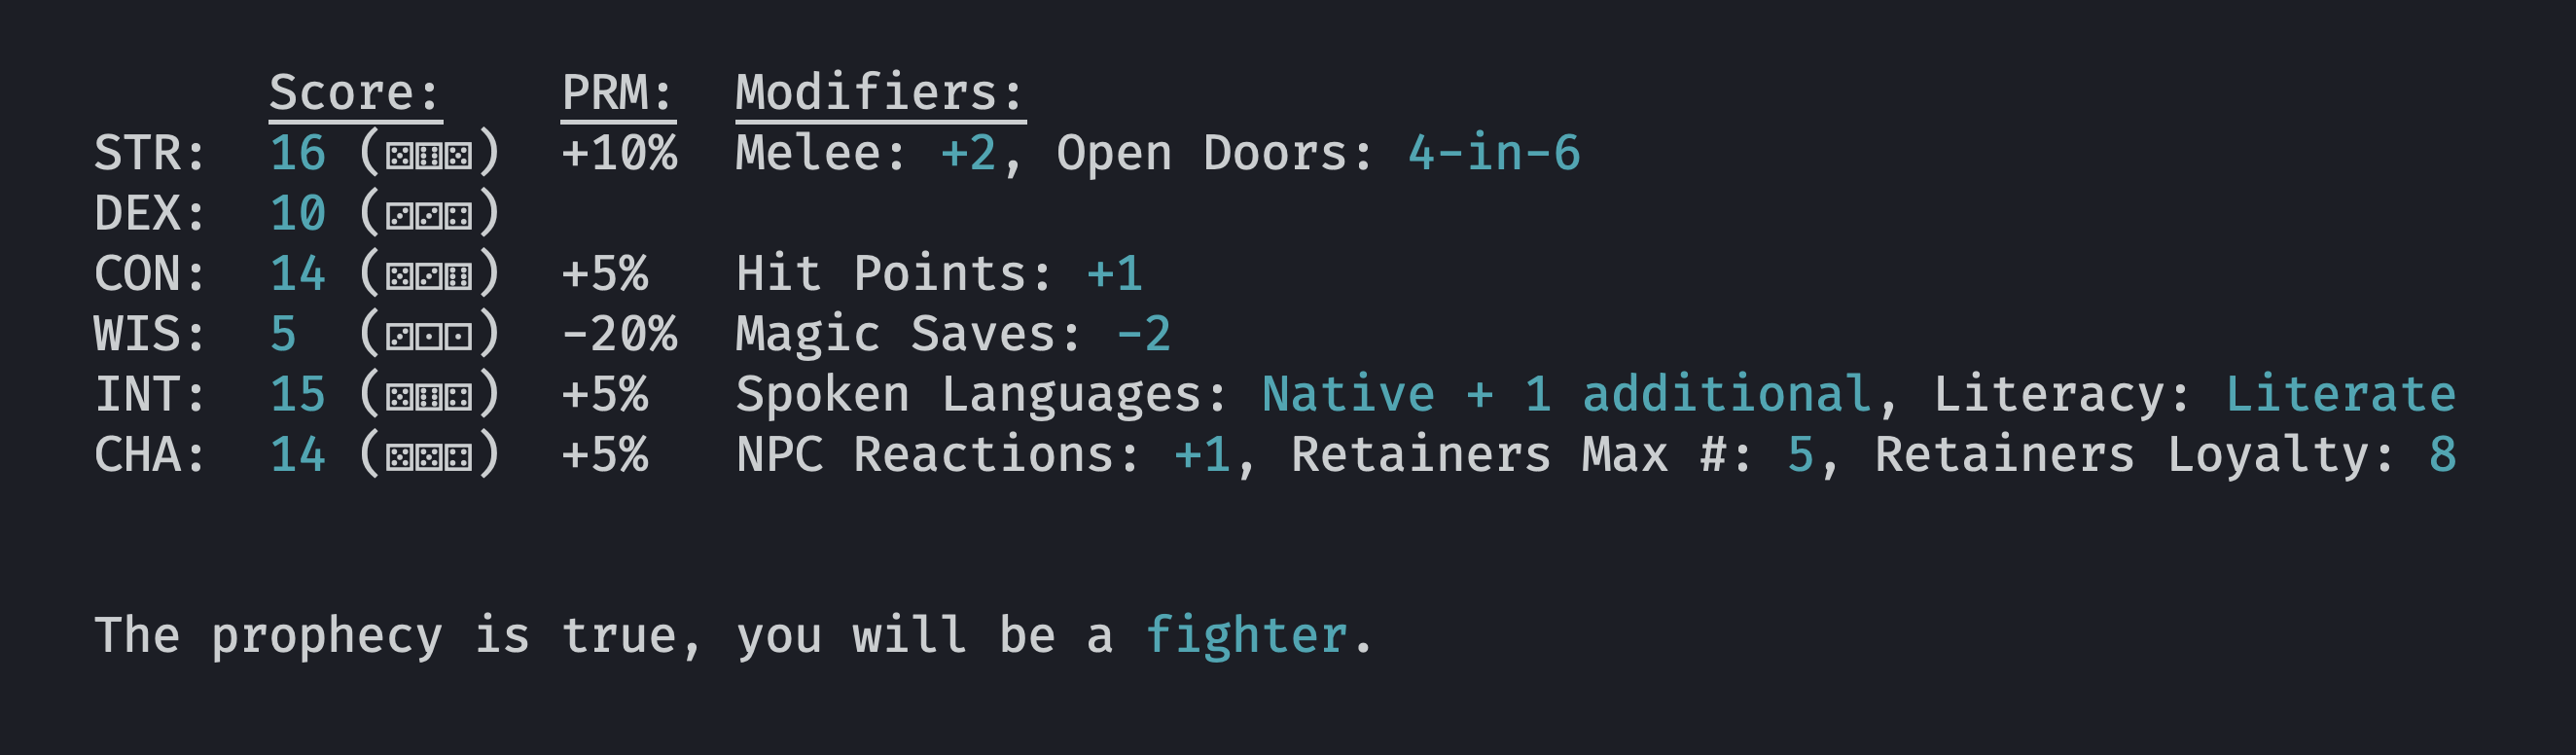 Score: PRM: Modifiers:
STR: 16 (⚄⚅⚄) +10% Melee: +2, Open Doors: 4-in-6
DEX: 10 (⚂⚂⚃)
CON: 14 (⚄⚂⚅) +5% Hit Points: +1
WIS: 5 (⚂⚀⚀) -20% Magic Saves: -2
INT: 15 (⚄⚅⚃) +5% Spoken Languages: Native + 1 additional, Literacy: Literate
CHA: 14 (⚄⚄⚃) +5% NPC Reactions: +1, Retainers Max #: 5, Retainers Loyalty: 8
The prophecy is true, you will be a fighter.